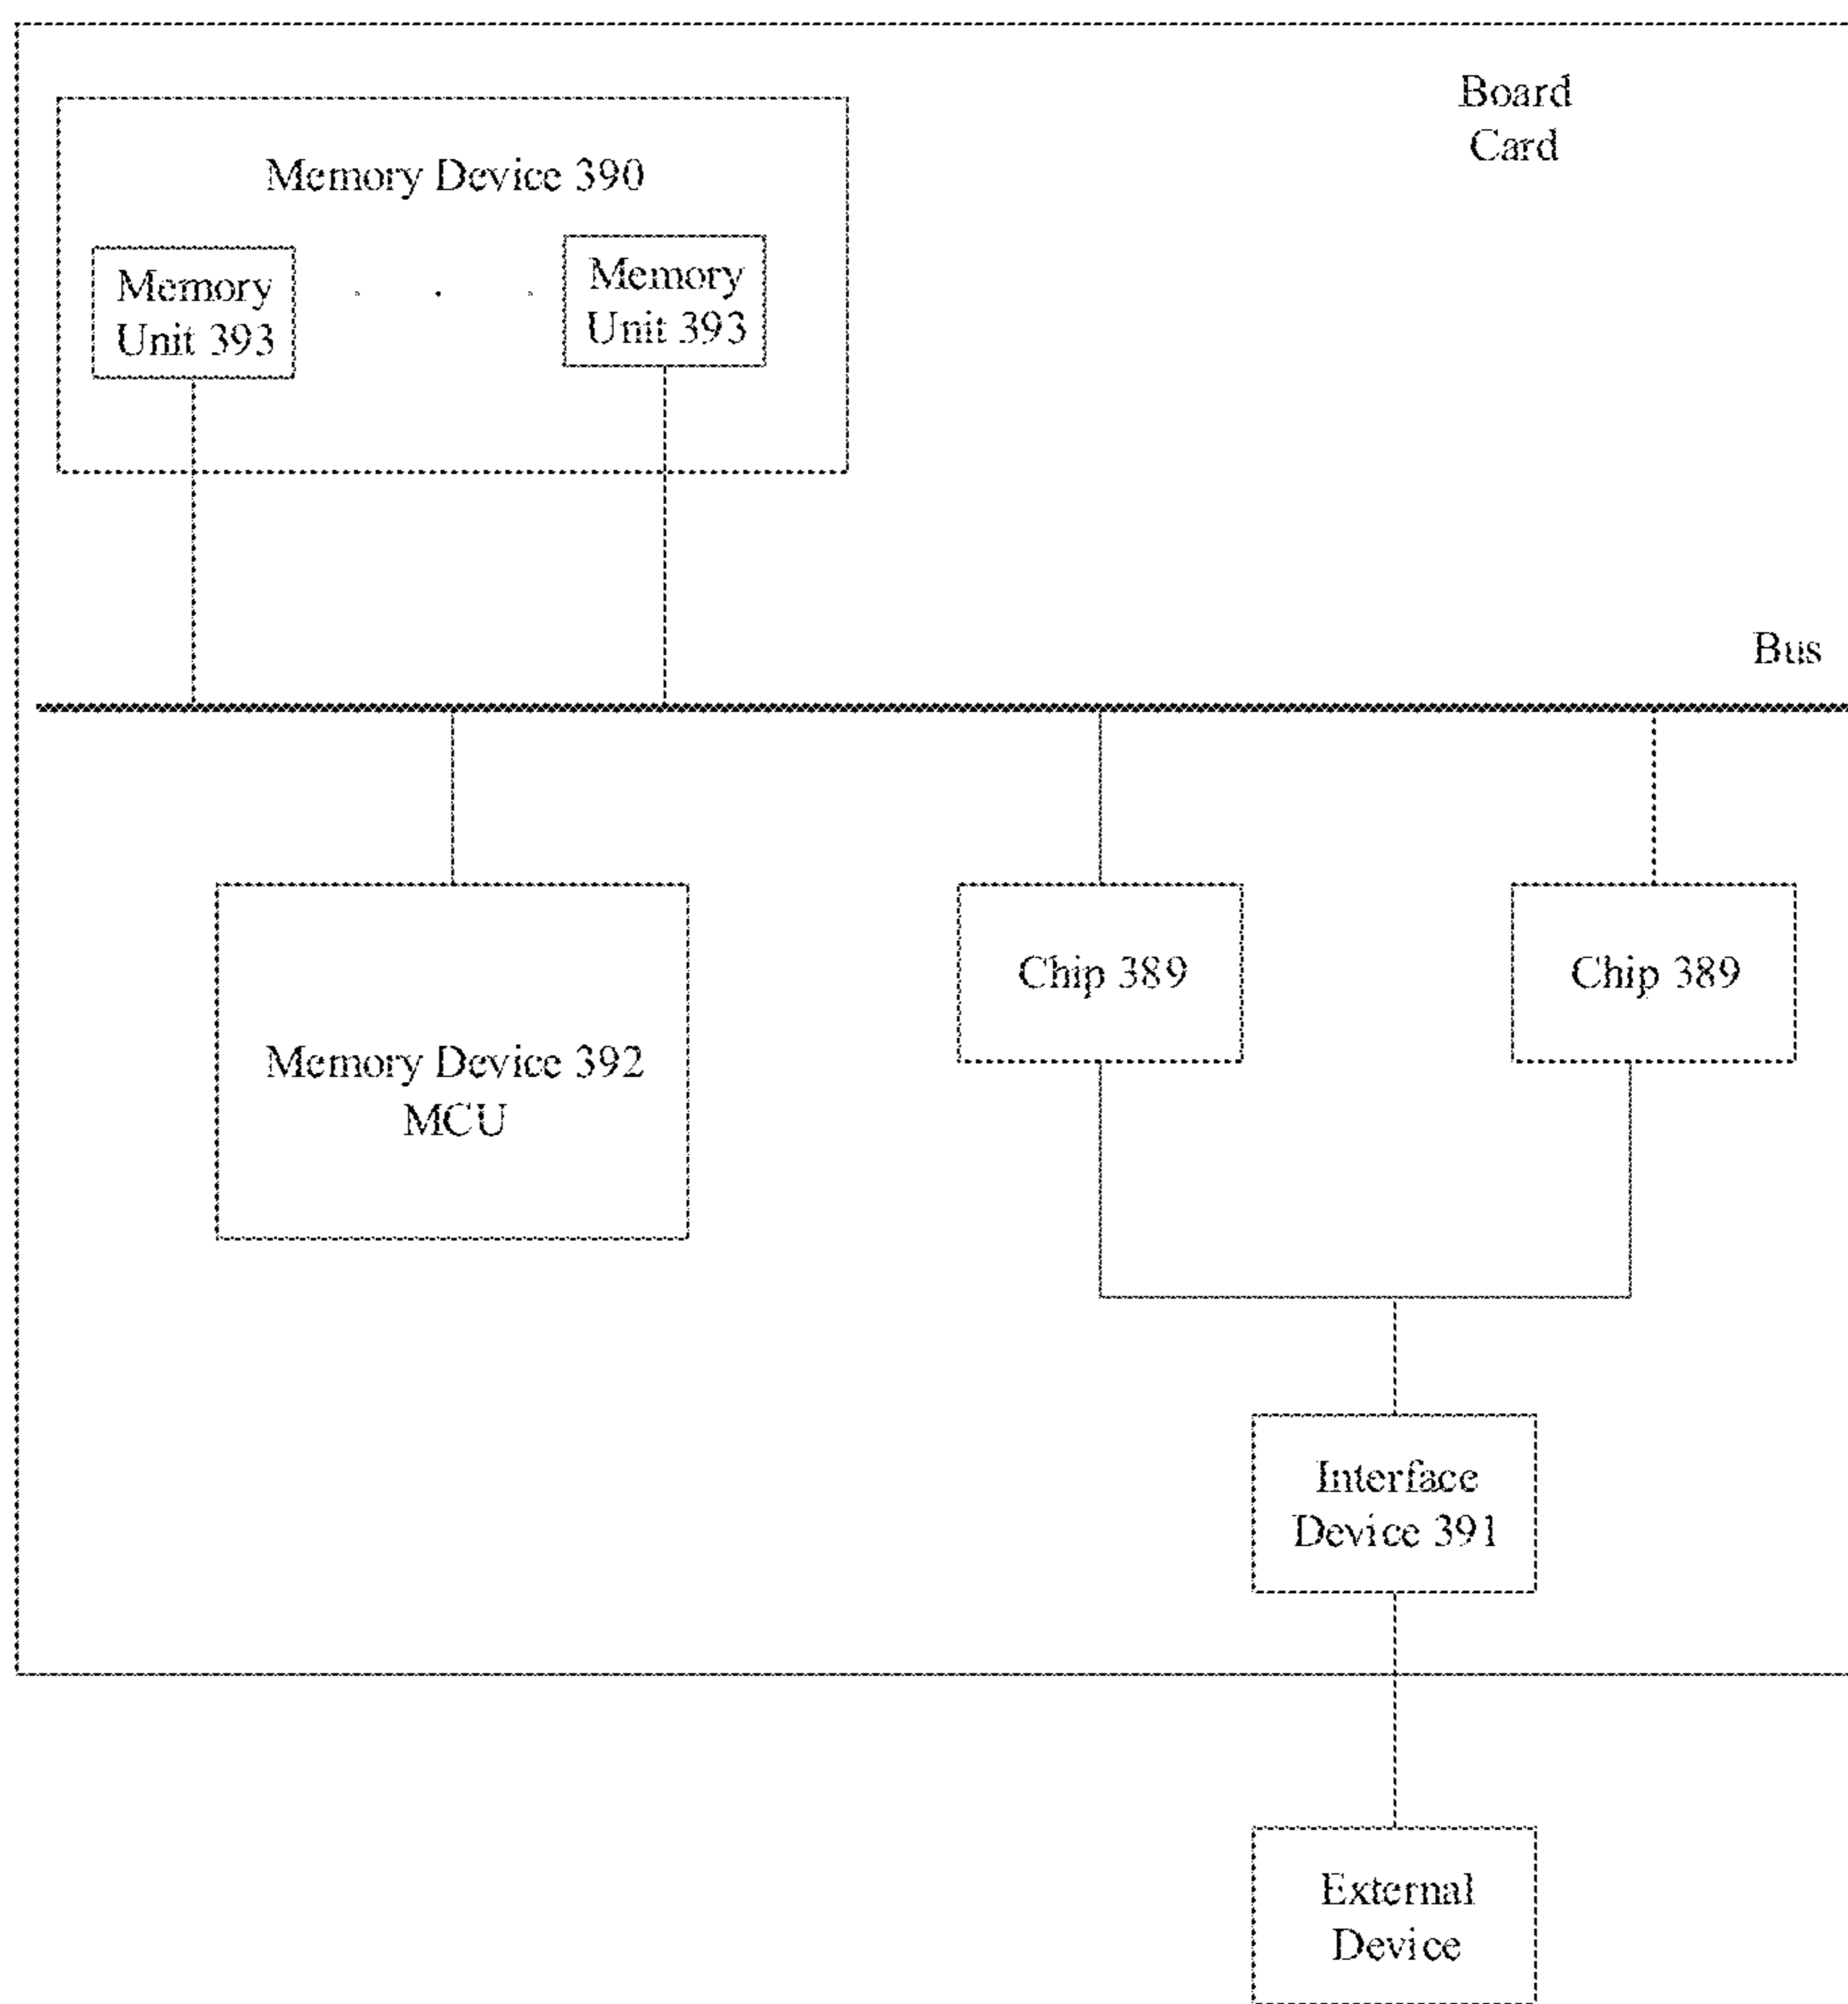 Board
Card
Memory Device 390
Memory
Unit 393
. . .
Memory
Unit 393
Bus
Memory Device 392
MCU
Chip 389
Chip 389
Interface
Device 391
External
Device